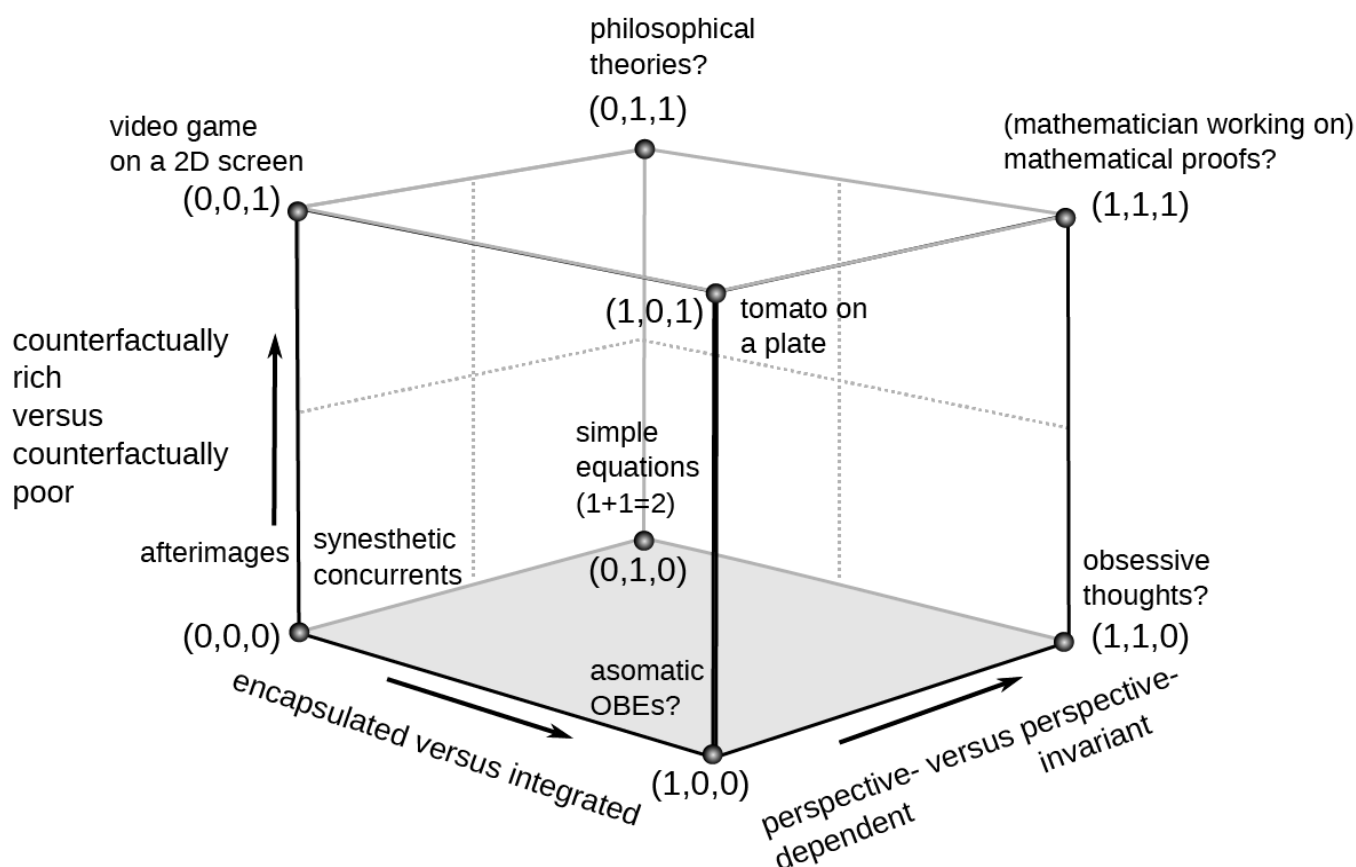 philosophical
theories?
(0,1,1)
video game
on a 2D screen
(0,0,1)
(mathematician working on)
mathematical proofs?
(1,1,1)
(1,0,1)
tomato on
a plate
counterfactually
rich
versus
counterfactually
poor
simple
equations
(1+1=2)
(0,1,0)
afterimages
synesthetic
concurrents
(0,0,0)
obsessive
thoughts?
(1,1,0)
asomatic
OBEs?
(1,0,0)
encapsulated versus integrated
perspective- versus perspective-
dependent invariant